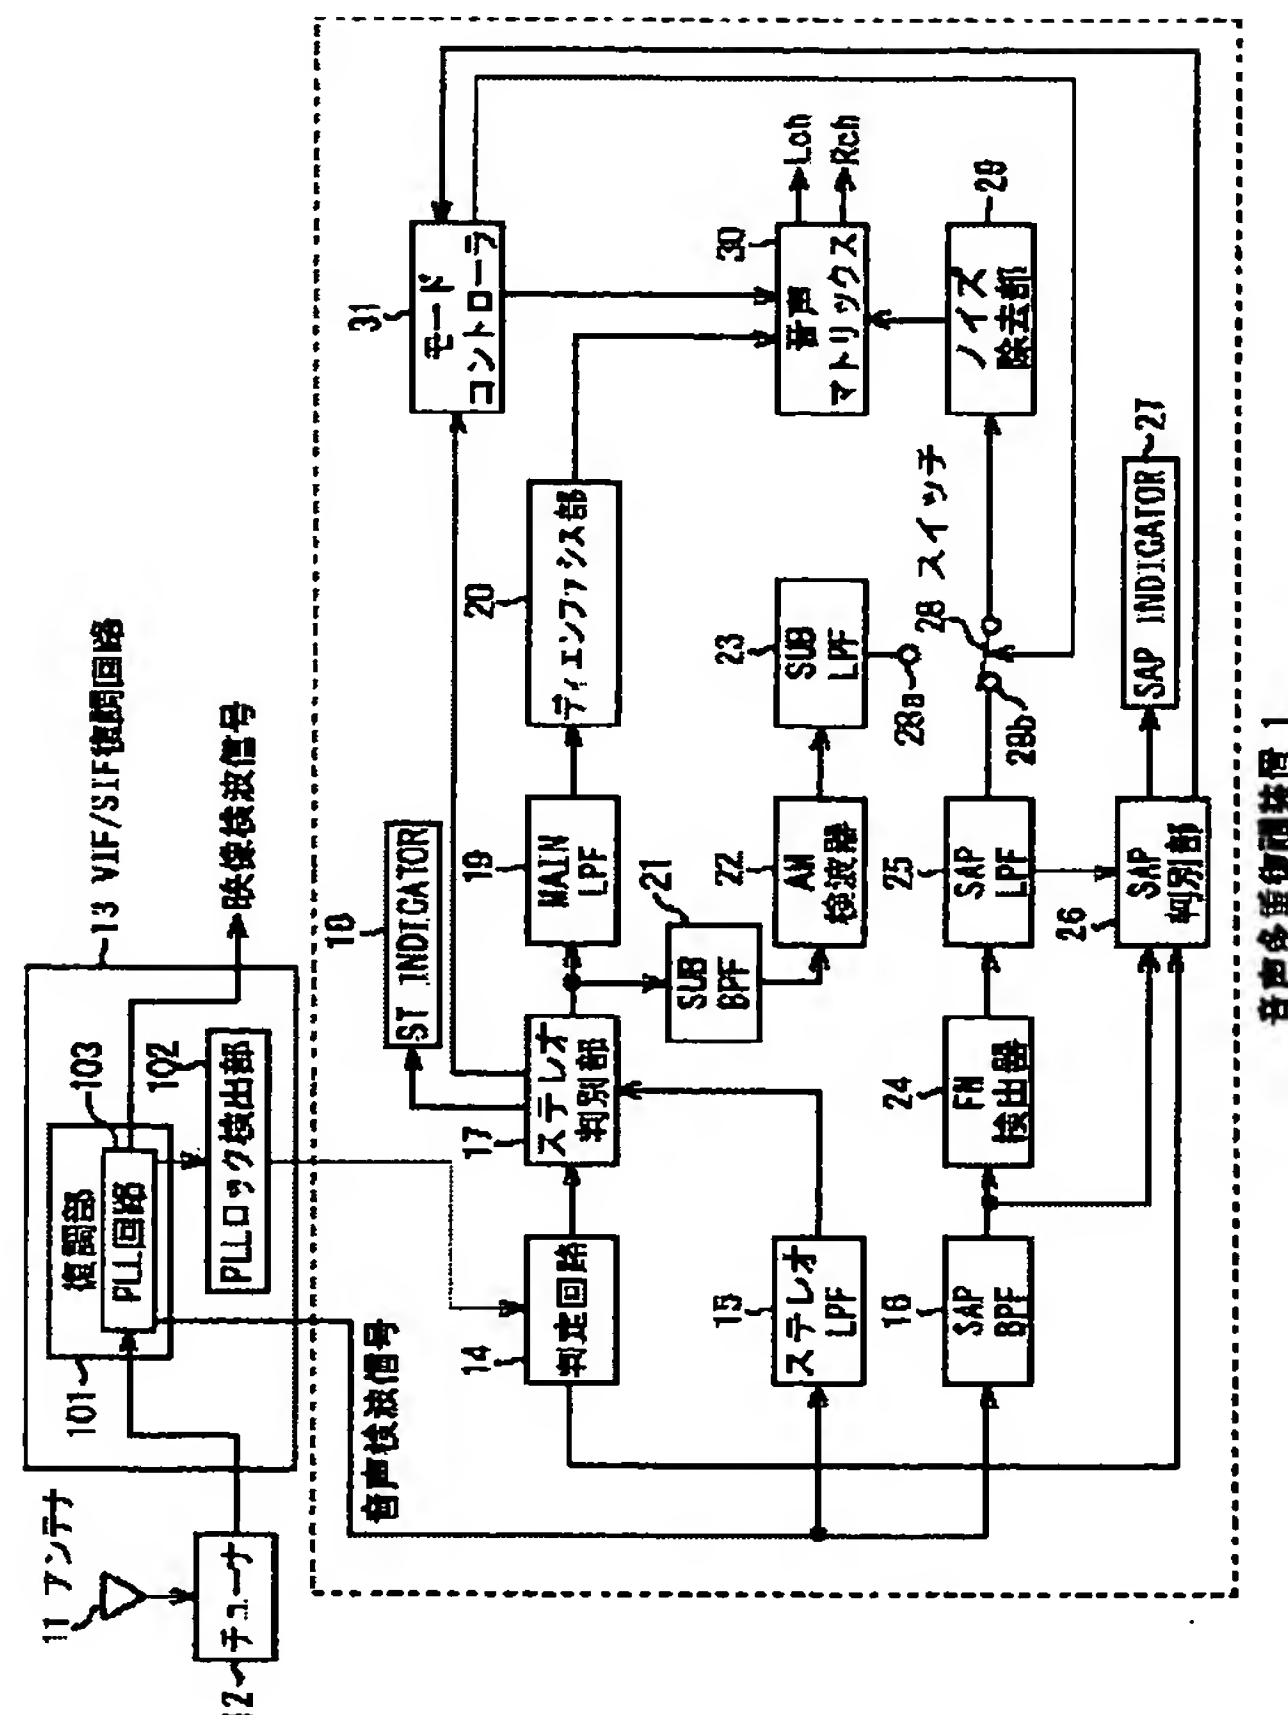 11 アンテナ
チューナ
13 VIF/SIF復調回路
101
復調部
103
PLL回路
102
PLLロック検出部
映像検波信号
音声検波信号
14
判定回路
15
ステレオ
LPF
16
SAP
BPF
17
ステレオ
判別部
18
ST INDICATOR
19
MAIN
LPF
20
ディエンファシス部
21
SUB
BPF
22
AM
検波器
23
SUB
LPF
24
FM
検出器
25
SAP
LPF
26
SAP
判別部
27
SAP INDICATOR
28 スイッチ
28a
28b
29
ノイズ
除去部
30
音声
マトリックス
Lch
Rch
31
モード
コントローラ
音声多重復調装置 1